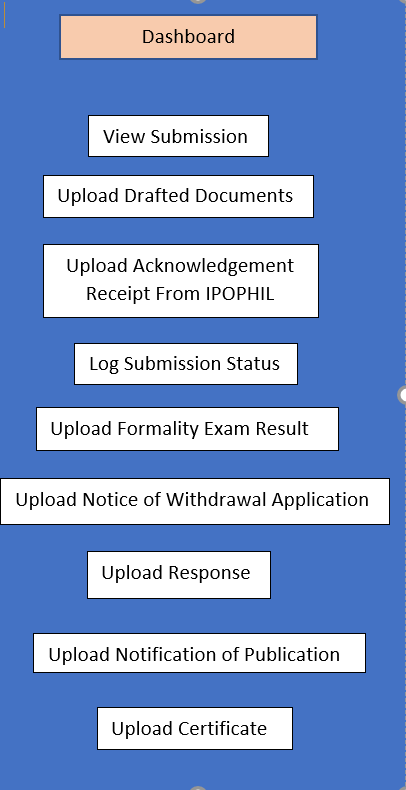 Dashboard
View Submission
Upload Drafted Documents
Upload Acknowledgement
Receipt From IPOPHIL
Log Submission Status
Upload Formality Exam Result
Upload Notice of Withdrawal Application
Upload Response
Upload Notification of Publication
Upload Certificate